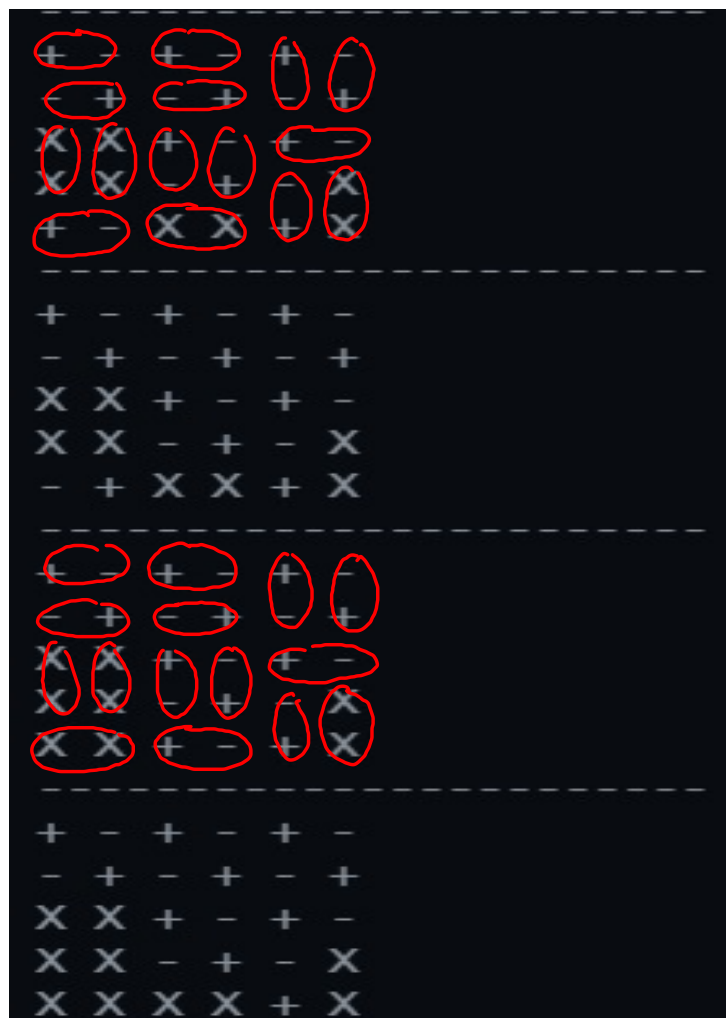 - - - - - - - - - - - - - - - - - - - - - - -
+ - + - + -
- + - + - +
X X + - + -
X X - + - X
+ - X X + X
- - - - - - - - - - - - - - - - - - - - - - -
+ - + - + -
- + - + - +
X X + - + -
X X - + - X
- + X X + X
- - - - - - - - - - - - - - - - - - - - - - -
+ - + - + -
- + - + - +
X X + - + -
X X - + - X
X X + - + X
- - - - - - - - - - - - - - - - - - - - - - -
+ - + - + -
- + - + - +
X X + - + -
X X - + - X
X X X X + X